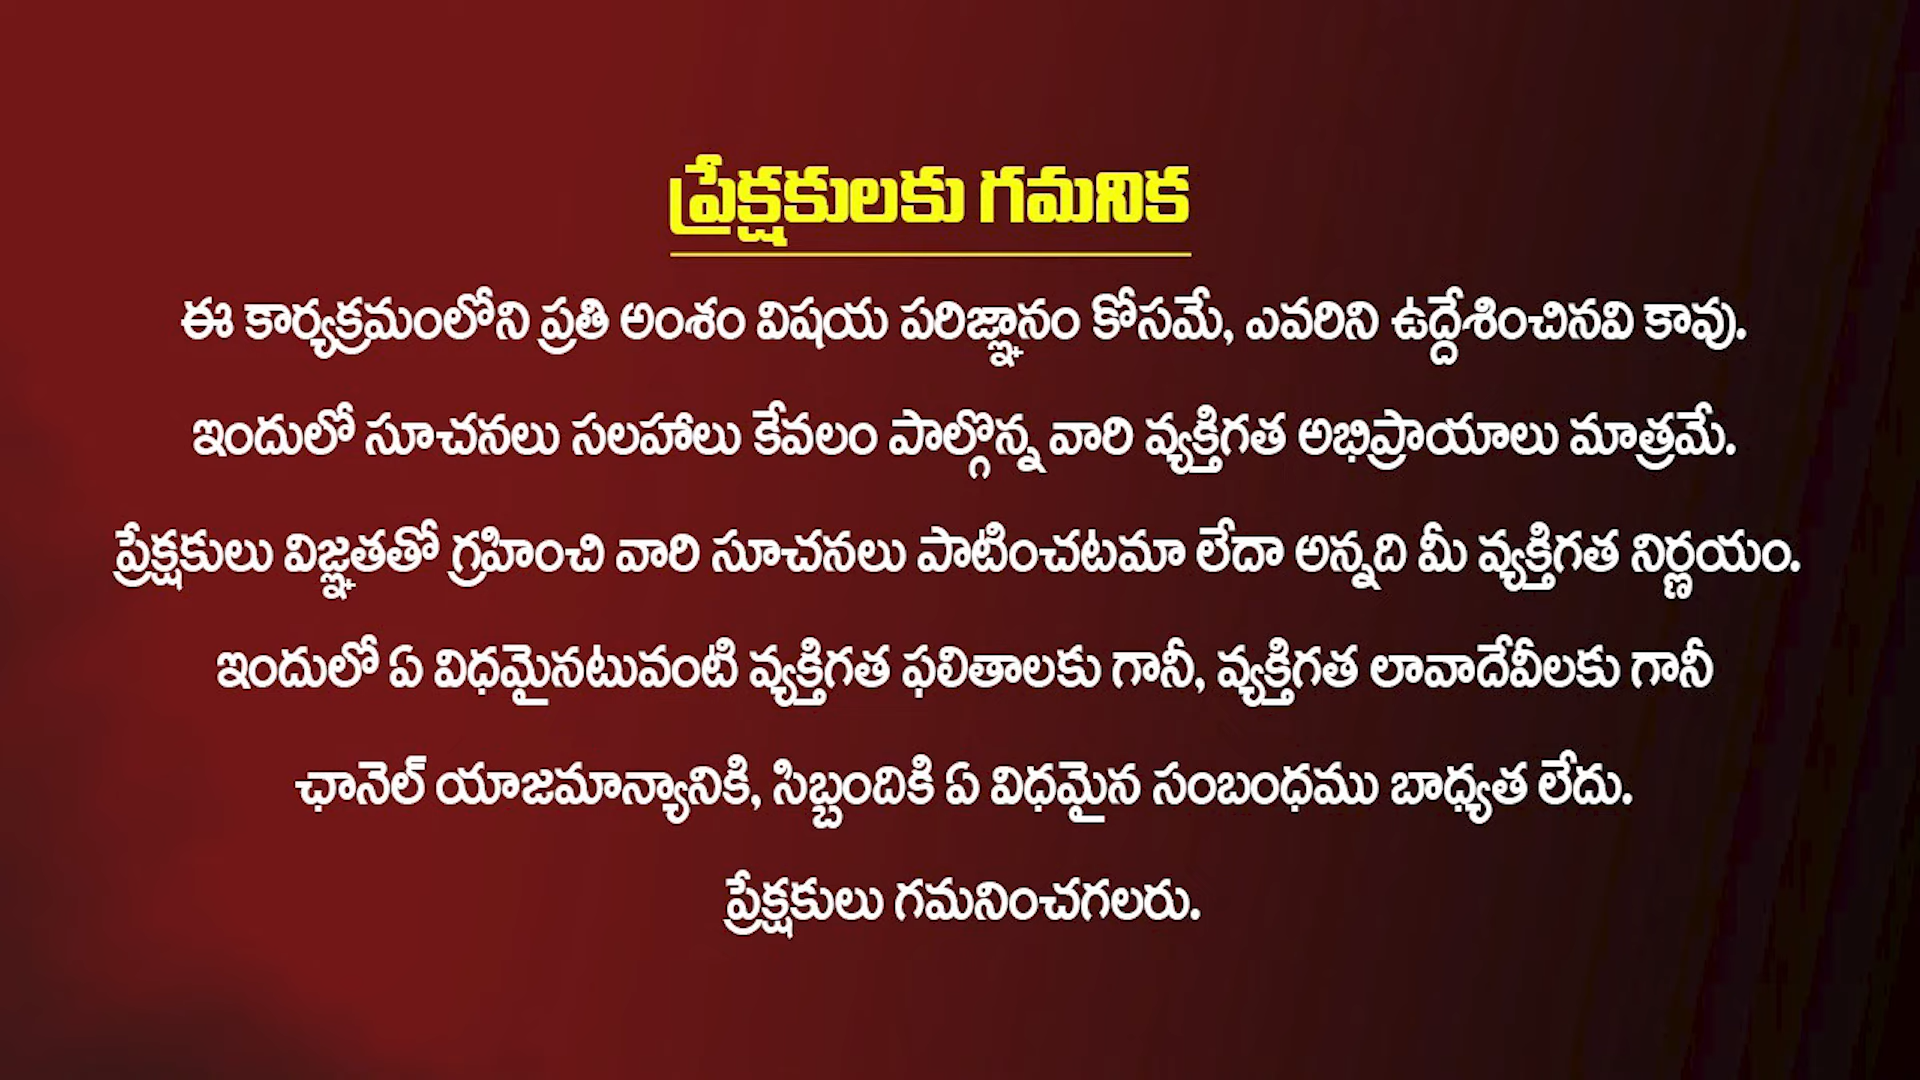 ప్రేక్షకులకు గమనిక
ఈ కార్యక్రమంలోని ప్రతి అంశం విషయ పరిజ్ఞానం కోసమే, ఎవరిని ఉద్దేశించినవి కావు.
ఇందులో సూచనలు సలహాలు కేవలం పాల్గొన్న వారి వ్యక్తిగత అభిప్రాయాలు మాత్రమే.
ప్రేక్షకులు విజ్ఞతతో గ్రహించి వారి సూచనలు పాటించటమా లేదా అన్నది మీ వ్యక్తిగత నిర్ణయం.
ఇందులో ఏ విధమైనటువంటి వ్యక్తిగత ఫలితాలకు గానీ, వ్యక్తిగత లావాదేవీలకు గానీ
ఛానెల్ యాజమాన్యానికి, సిబ్బందికి ఏ విధమైన సంబంధము బాధ్యత లేదు.
ప్రేక్షకులు గమనించగలరు.